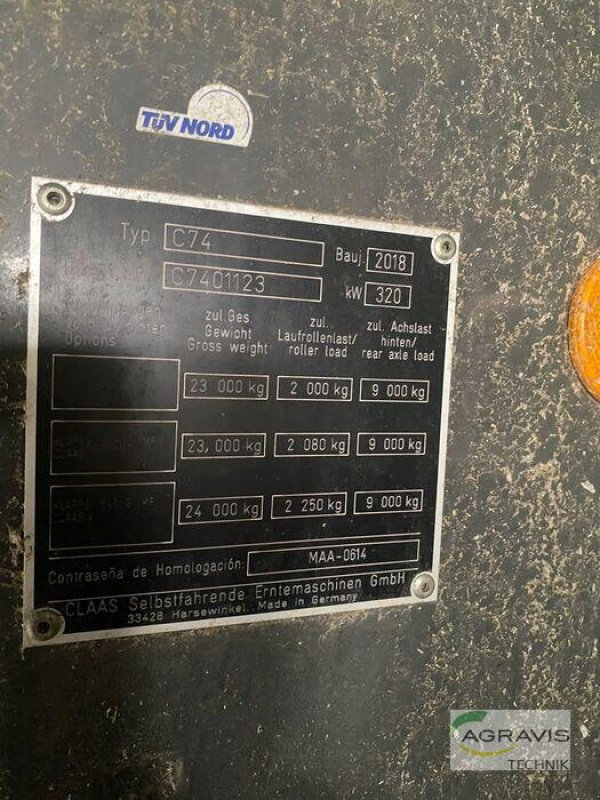 TÜV NORD
Typ C74 Bauj. 2018
C7401123 kW 320
Options
zul.Ges. Gewicht Gross weight
zul. Laufrollenlast/ roller load
zul. Achslast hinten/ rear axle load
23 000 kg 2 000 kg 9 000 kg
23,000 kg 2 080 kg 9 000 kg
24 000 kg 2 250 kg 9 000 kg
Contraseña de Homologación: MAA-0614
CLAAS Selbstfahrende Erntemaschinen GmbH
33428 Harsewinkel, Made in Germany
AGRAVIS
TECHNIK